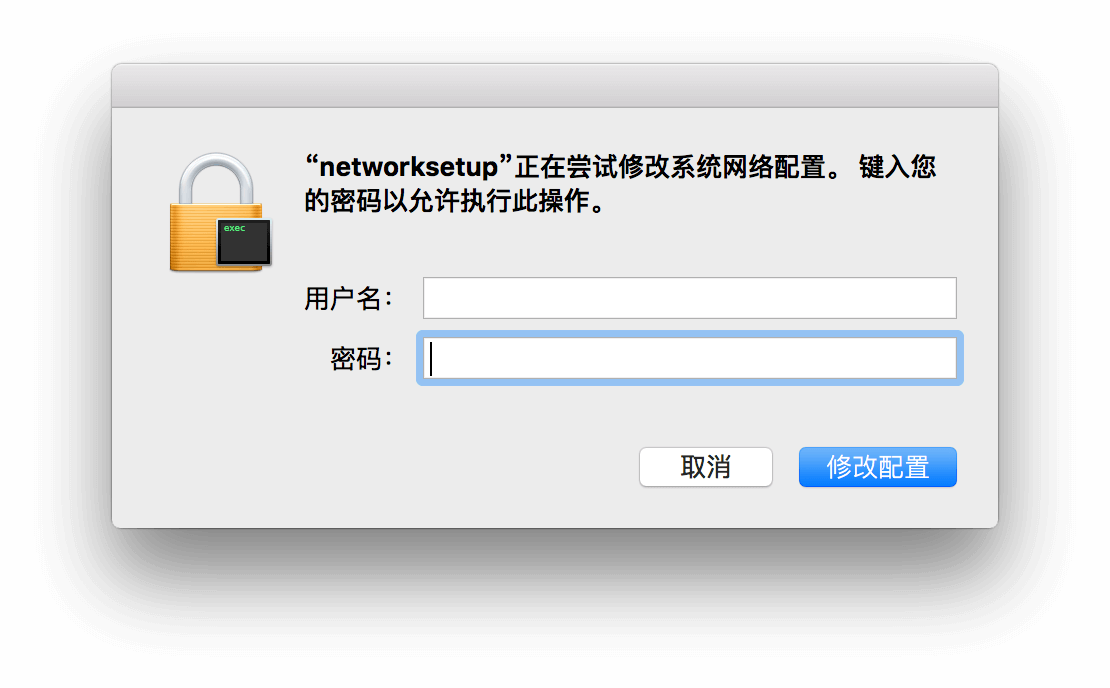 “networksetup”正在尝试修改系统网络配置。 键入您
的密码以允许执行此操作。
exec
用户名：
密码：
取消
修改配置